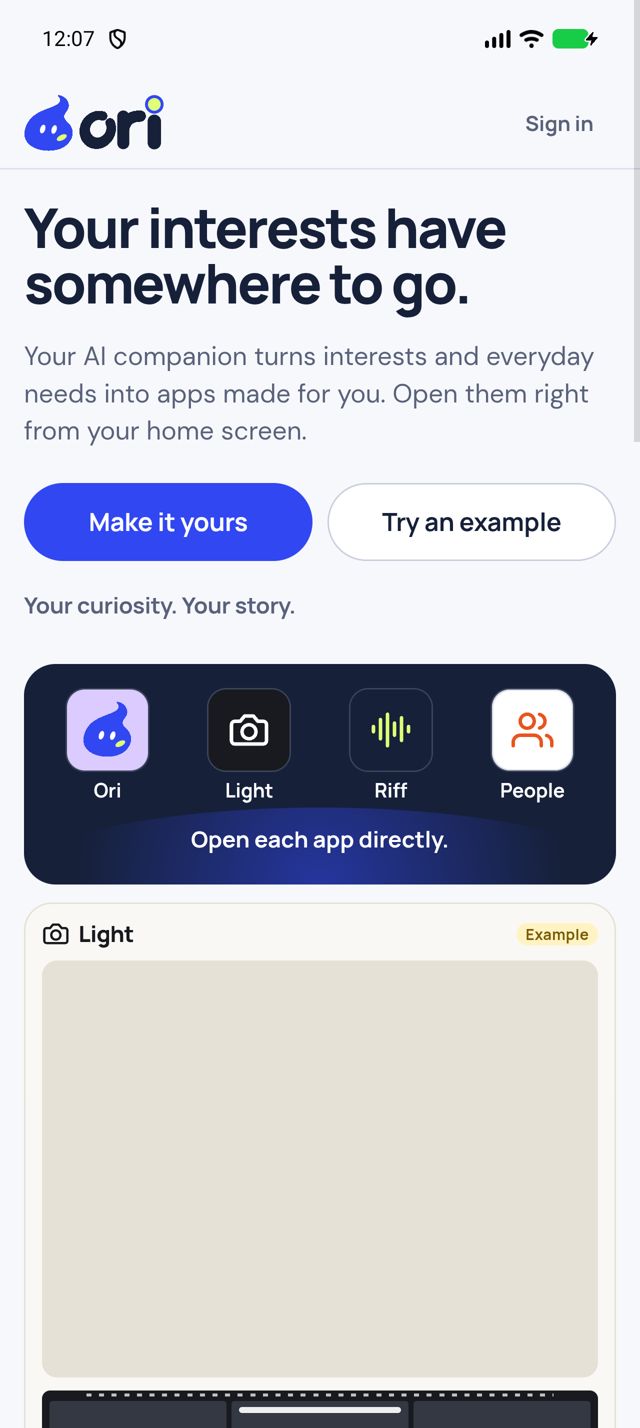 12:07
ori
Sign in
Your interests have
somewhere to go.
Your AI companion turns interests and everyday
needs into apps made for you. Open them right
from your home screen.
Make it yours
Try an example
Your curiosity. Your story.
Ori
Light
Riff
People
Open each app directly.
Light
Example